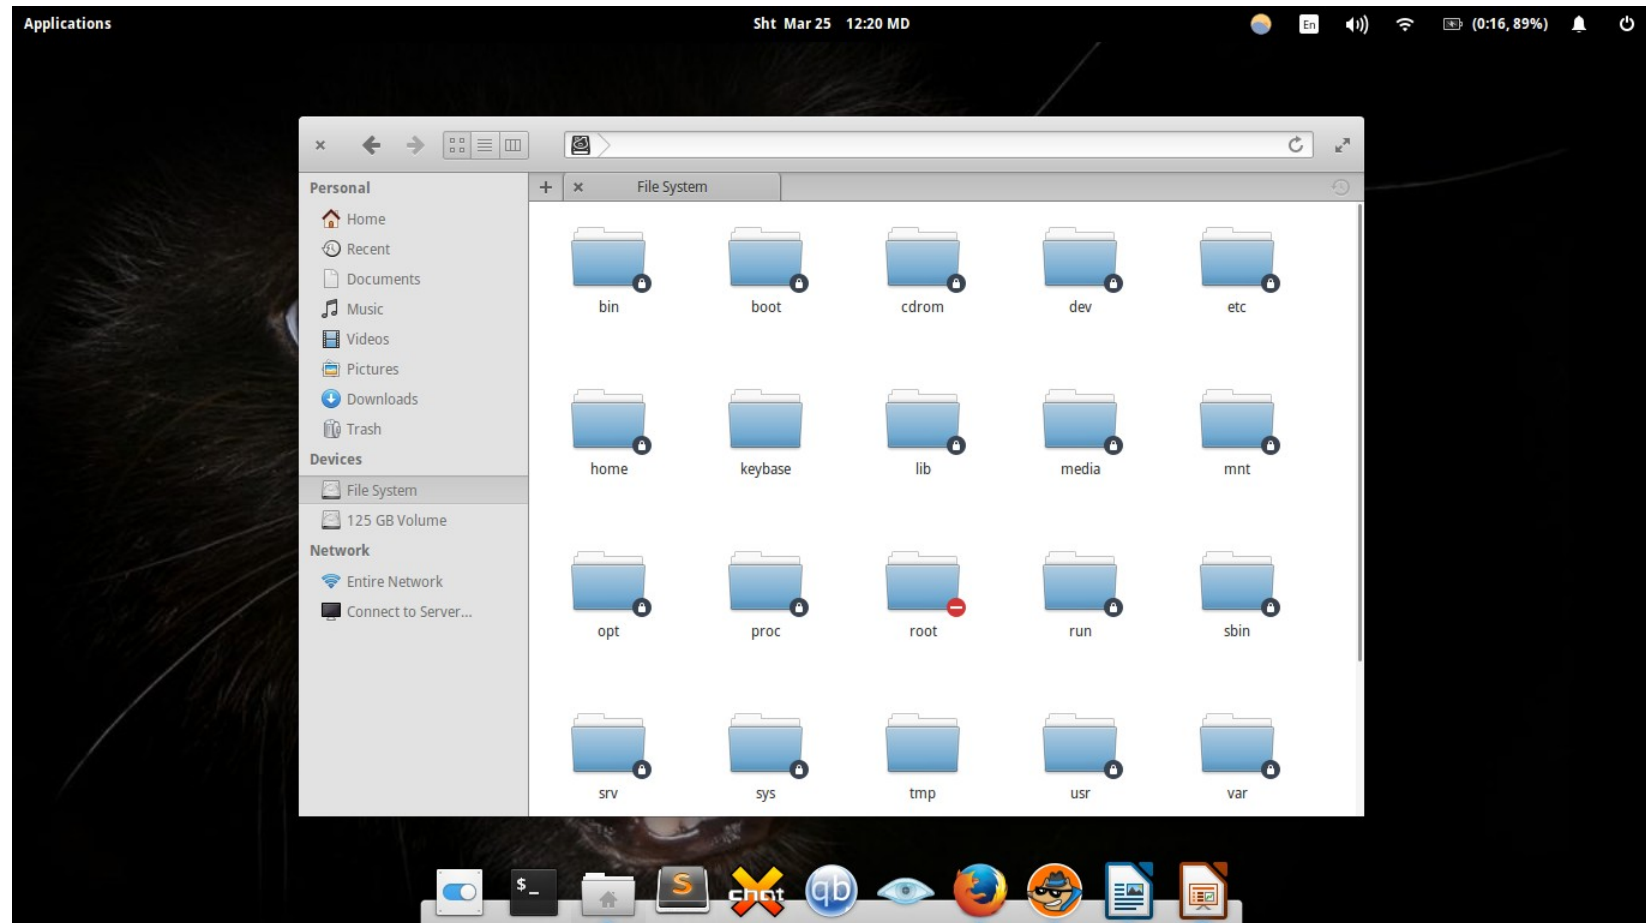 Applications
Sht Mar 25 12:20 MD
En
(0:16, 89%)
File System
Personal
Home
Recent
Documents
Music
Videos
Pictures
Downloads
Trash
Devices
File System
125 GB Volume
Network
Entire Network
Connect to Server...
bin boot cdrom dev etc
home keybase lib media mnt
opt proc root run sbin
srv sys tmp usr var
$_
S
chat
qb